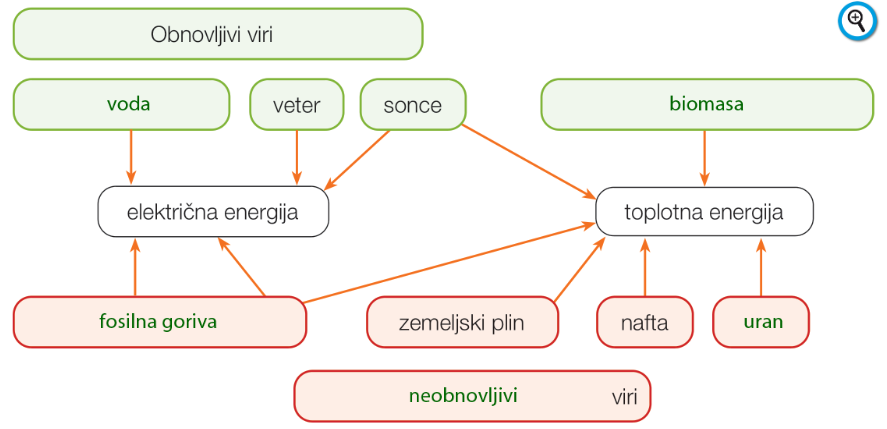 Obnovljivi viri
voda
veter
sonce
biomasa
električna energija
toplotna energija
fosilna goriva
zemeljski plin
nafta
uran
neobnovljivi viri